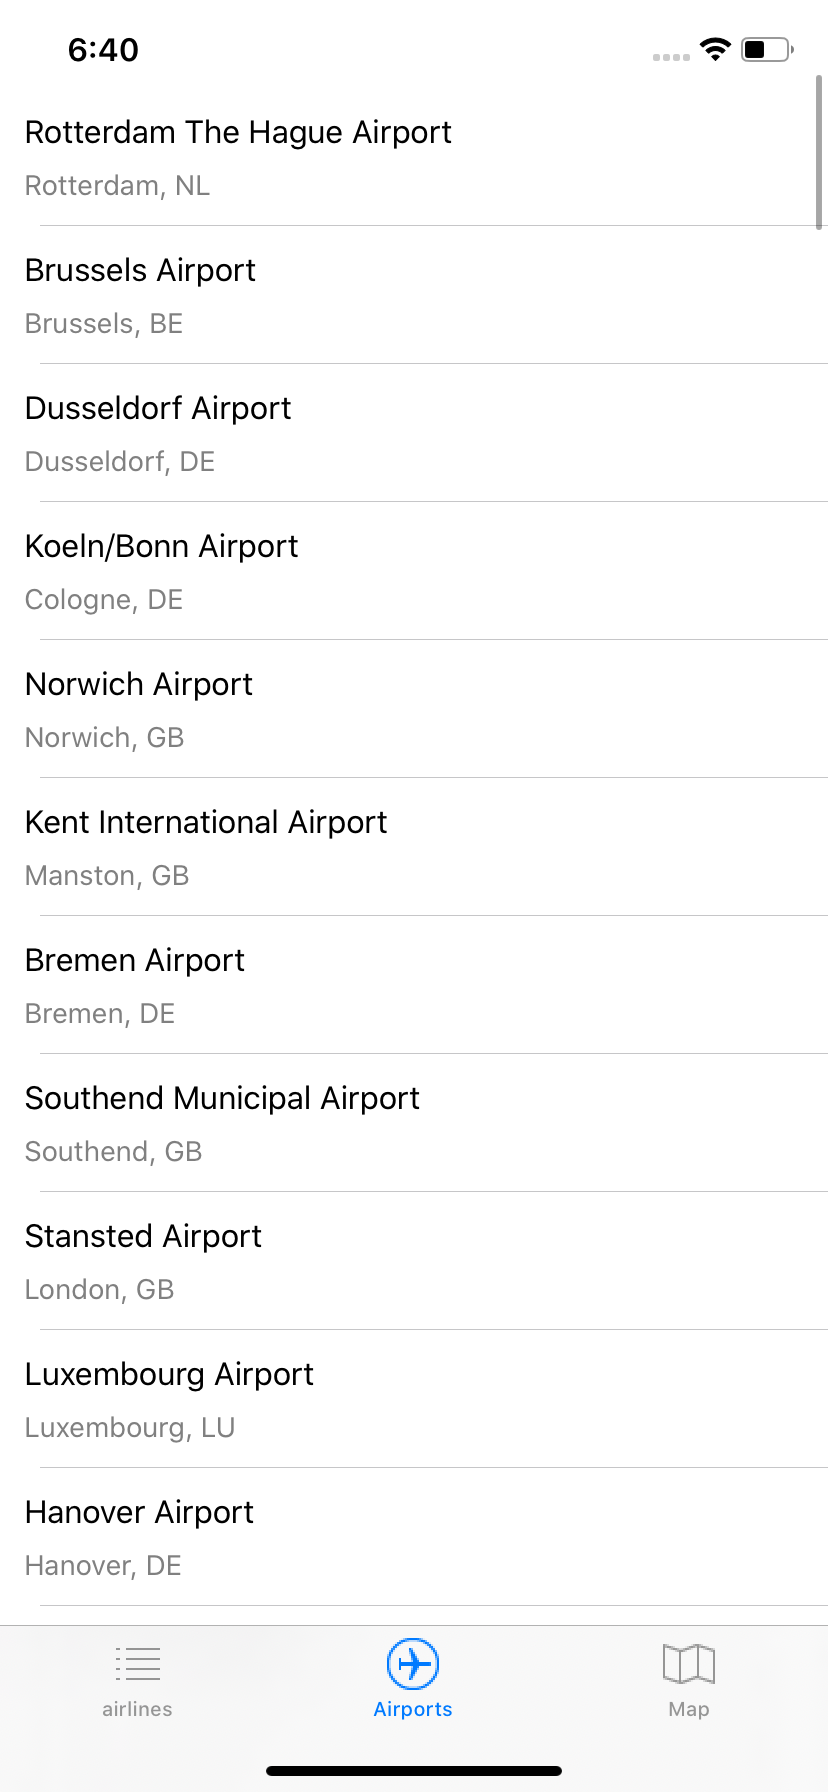 6:40
Rotterdam The Hague Airport
Rotterdam, NL
Brussels Airport
Brussels, BE
Dusseldorf Airport
Dusseldorf, DE
Koeln/Bonn Airport
Cologne, DE
Norwich Airport
Norwich, GB
Kent International Airport
Manston, GB
Bremen Airport
Bremen, DE
Southend Municipal Airport
Southend, GB
Stansted Airport
London, GB
Luxembourg Airport
Luxembourg, LU
Hanover Airport
Hanover, DE
airlines
Airports
Map